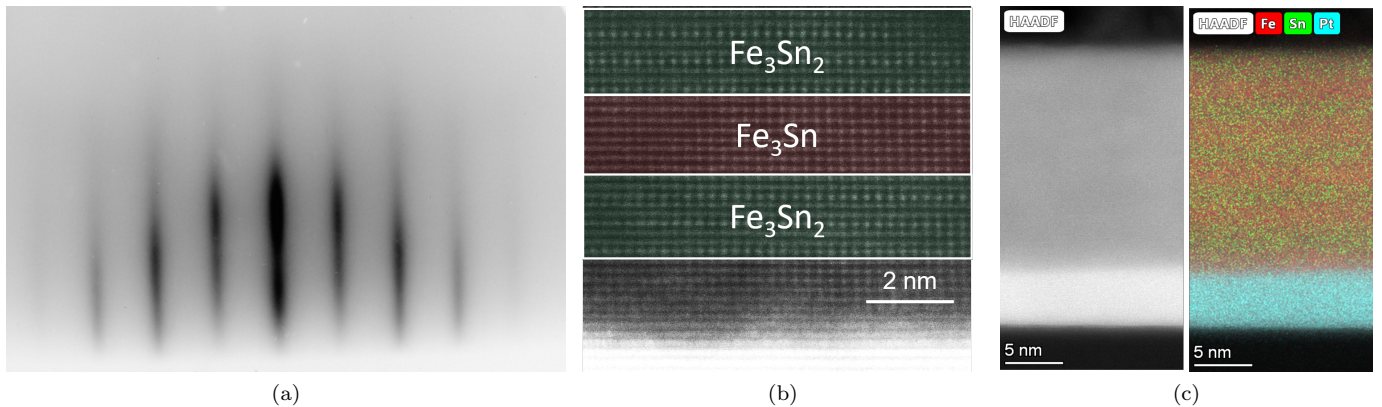 Fe₃Sn₂
Fe₃Sn
Fe₃Sn₂
2 nm
HAADF
5 nm
HAADF Fe Sn Pt
5 nm
(a)
(b)
(c)